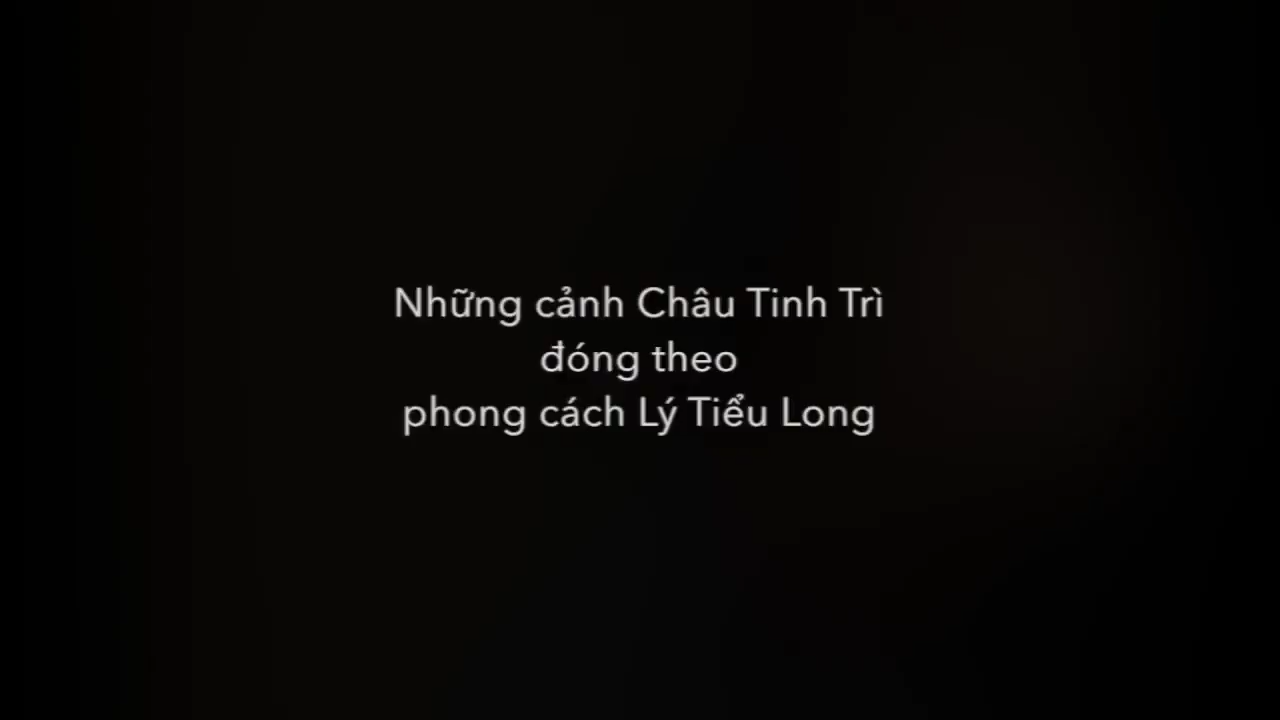 Những cảnh Châu Tinh Trì
đóng theo
phong cách Lý Tiểu Long